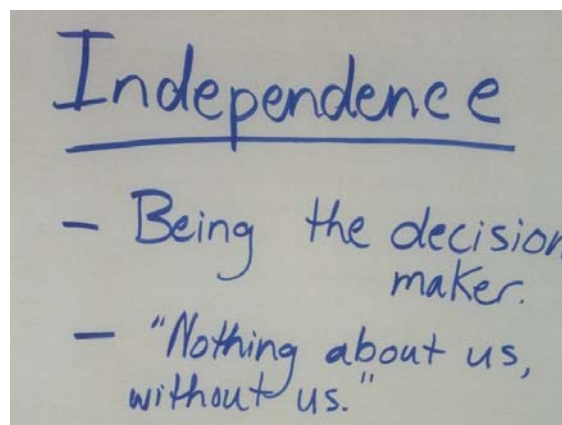 Independence
- Being the decision
maker.
- "Nothing about us,
without us."